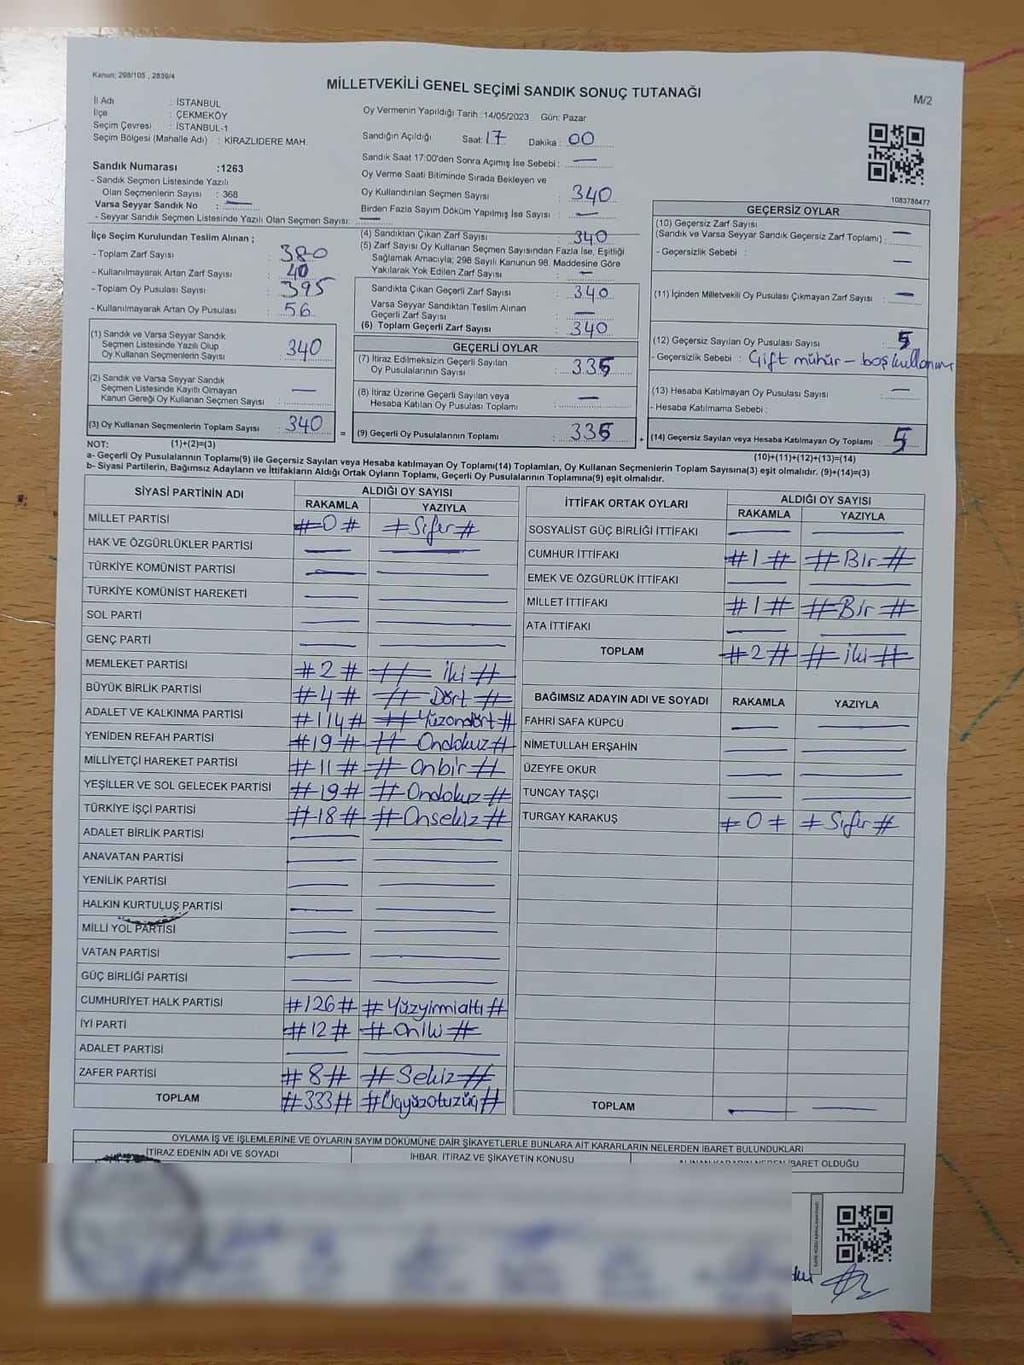 Kanun: 298/105 , 2839/4
MİLLETVEKİLİ GENEL SEÇİMİ SANDIK SONUÇ TUTANAĞI
M/2
İl Adı : İSTANBUL
İlçe : ÇEKMEKÖY
Seçim Çevresi : İSTANBUL-1
Seçim Bölgesi (Mahalle Adı) : KİRAZLIDERE MAH.
Sandık Numarası :1263
- Sandık Seçmen Listesinde Yazılı
Olan Seçmenlerin Sayısı : 368
Varsa Seyyar Sandık No : —
- Seyyar Sandık Seçmen Listesinde Yazılı Olan Seçmen Sayısı: —
Oy Vermenin Yapıldığı Tarih :14/05/2023 Gün: Pazar
Sandığın Açıldığı Saat: 17 Dakika : 00
Sandık Saat 17:00'den Sonra Açımış İse Sebebi : —
Oy Verme Saati Bitiminde Sırada Bekleyen ve
Oy Kullandırılan Seçmen Sayısı : 340
Birden Fazla Sayım Döküm Yapılmış İse Sayısı : —
1083788477
İlçe Seçim Kurulundan Teslim Alınan ;
- Toplam Zarf Sayısı : 380
- Kullanılmayarak Artan Zarf Sayısı : 40
- Toplam Oy Pusulası Sayısı : 395
- Kullanılmayarak Artan Oy Pusulası : 56
(1) Sandık ve Varsa Seyyar Sandık
Seçmen Listesinde Yazılı Olup
Oy Kullanan Seçmenlerin Sayısı : 340
(2) Sandık ve Varsa Seyyar Sandık
Seçmen Listesinde Kayıtlı Olmayan
Kanun Gereği Oy Kullanan Seçmen Sayısı : —
(3) Oy Kullanan Seçmenlerin Toplam Sayısı : 340
(4) Sandıktan Çıkan Zarf Sayısı : 340
(5) Zarf Sayısı Oy Kullanan Seçmen Sayısından Fazla İse, Eşitliği
Sağlamak Amacıyla; 298 Sayılı Kanunun 98. Maddesine Göre
Yakılarak Yok Edilen Zarf Sayısı : —
Sandıkta Çıkan Geçerli Zarf Sayısı : 340
Varsa Seyyar Sandıktan Teslim Alınan
Geçerli Zarf Sayısı : —
(6) Toplam Geçerli Zarf Sayısı : 340
GEÇERLİ OYLAR
(7) İtiraz Edilmeksizin Geçerli Sayılan
Oy Pusulalarının Sayısı : 335
(8) İtiraz Üzerine Geçerli Sayılan veya
Hesaba Katılan Oy Pusulası Toplamı : —
= (9) Geçerli Oy Pusulalarının Toplamı : 335 +
GEÇERSİZ OYLAR
(10) Geçersiz Zarf Sayısı
(Sandık ve Varsa Seyyar Sandık Geçersiz Zarf Toplamı) : —
- Geçersizlik Sebebi : —
(11) İçinden Milletvekili Oy Pusulası Çıkmayan Zarf Sayısı : —
(12) Geçersiz Sayılan Oy Pusulası Sayısı : 5
- Geçersizlik Sebebi : Çift mühür – boş kullanım
(13) Hesaba Katılmayan Oy Pusulası Sayısı : —
- Hesaba Katılmama Sebebi :
(14) Geçersiz Sayılan veya Hesaba Katılmayan Oy Toplamı : 5
NOT: (1)+(2)=(3)
(10)+(11)+(12)+(13)=(14)
a- Geçerli Oy Pusulalarının Toplamı(9) ile Geçersiz Sayılan veya Hesaba katılmayan Oy Toplamı(14) Toplamları, Oy Kullanan Seçmenlerin Toplam Sayısına(3) eşit olmalıdır. (9)+(14)=(3)
b- Siyasi Partilerin, Bağımsız Adayların ve İttifakların Aldığı Ortak Oyların Toplamı, Geçerli Oy Pusulalarının Toplamına(9) eşit olmalıdır.
SİYASİ PARTİNİN ADI ALDIĞI OY SAYISI
RAKAMLA YAZIYLA
MİLLET PARTİSİ #0# #Sıfır#
HAK VE ÖZGÜRLÜKLER PARTİSİ — —
TÜRKİYE KOMÜNİST PARTİSİ — —
TÜRKİYE KOMÜNİST HAREKETİ — —
SOL PARTİ — —
GENÇ PARTİ — —
MEMLEKET PARTİSİ #2# # İki #
BÜYÜK BİRLİK PARTİSİ #4# # Dört #
ADALET VE KALKINMA PARTİSİ #114# #Yüzondört#
YENİDEN REFAH PARTİSİ #19# # Ondokuz#
MİLLİYETÇİ HAREKET PARTİSİ #11# # Onbir #
YEŞİLLER VE SOL GELECEK PARTİSİ #19# #Ondokuz#
TÜRKİYE İŞÇİ PARTİSİ #18# #Onsekiz#
ADALET BİRLİK PARTİSİ — —
ANAVATAN PARTİSİ — —
YENİLİK PARTİSİ — —
HALKIN KURTULUŞ PARTİSİ — —
MİLLİ YOL PARTİSİ — —
VATAN PARTİSİ — —
GÜÇ BİRLİĞİ PARTİSİ — —
CUMHURİYET HALK PARTİSİ #126# #Yüzyirmialtı#
İYİ PARTİ #12# #Oniki#
ADALET PARTİSİ — —
ZAFER PARTİSİ #8# #Sekiz#
TOPLAM #333# #Üçyüzotuzüç#
İTTİFAK ORTAK OYLARI ALDIĞI OY SAYISI
RAKAMLA YAZIYLA
SOSYALİST GÜÇ BİRLİĞİ İTTİFAKI — —
CUMHUR İTTİFAKI #1# #Bir#
EMEK VE ÖZGÜRLÜK İTTİFAKI — —
MİLLET İTTİFAKI #1# #Bir#
ATA İTTİFAKI — —
TOPLAM #2# #İki#
BAĞIMSIZ ADAYIN ADI VE SOYADI RAKAMLA YAZIYLA
FAHRİ SAFA KÜPCÜ — —
NİMETULLAH ERŞAHİN — —
ÜZEYFE OKUR — —
TUNCAY TAŞÇI — —
TURGAY KARAKUŞ #0# #Sıfır#
TOPLAM — —
OYLAMA İŞ VE İŞLEMLERİNE VE OYLARIN SAYIM DÖKÜMÜNE DAİR ŞİKAYETLERLE BUNLARA AİT KARARLARIN NELERDEN İBARET BULUNDUKLARI
İTİRAZ EDENİN ADI VE SOYADI İHBAR, İTİRAZ VE ŞİKAYETİN KONUSU ALINAN KARARIN NEDEN İBARET OLDUĞU